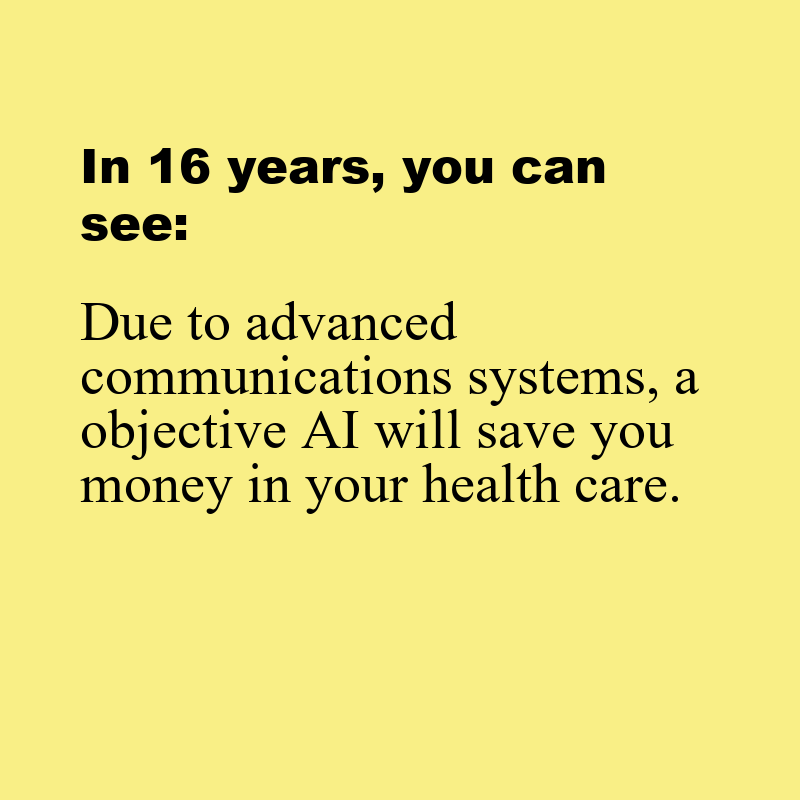 In 16 years, you can
see:
Due to advanced
communications systems, a
objective AI will save you
money in your health care.